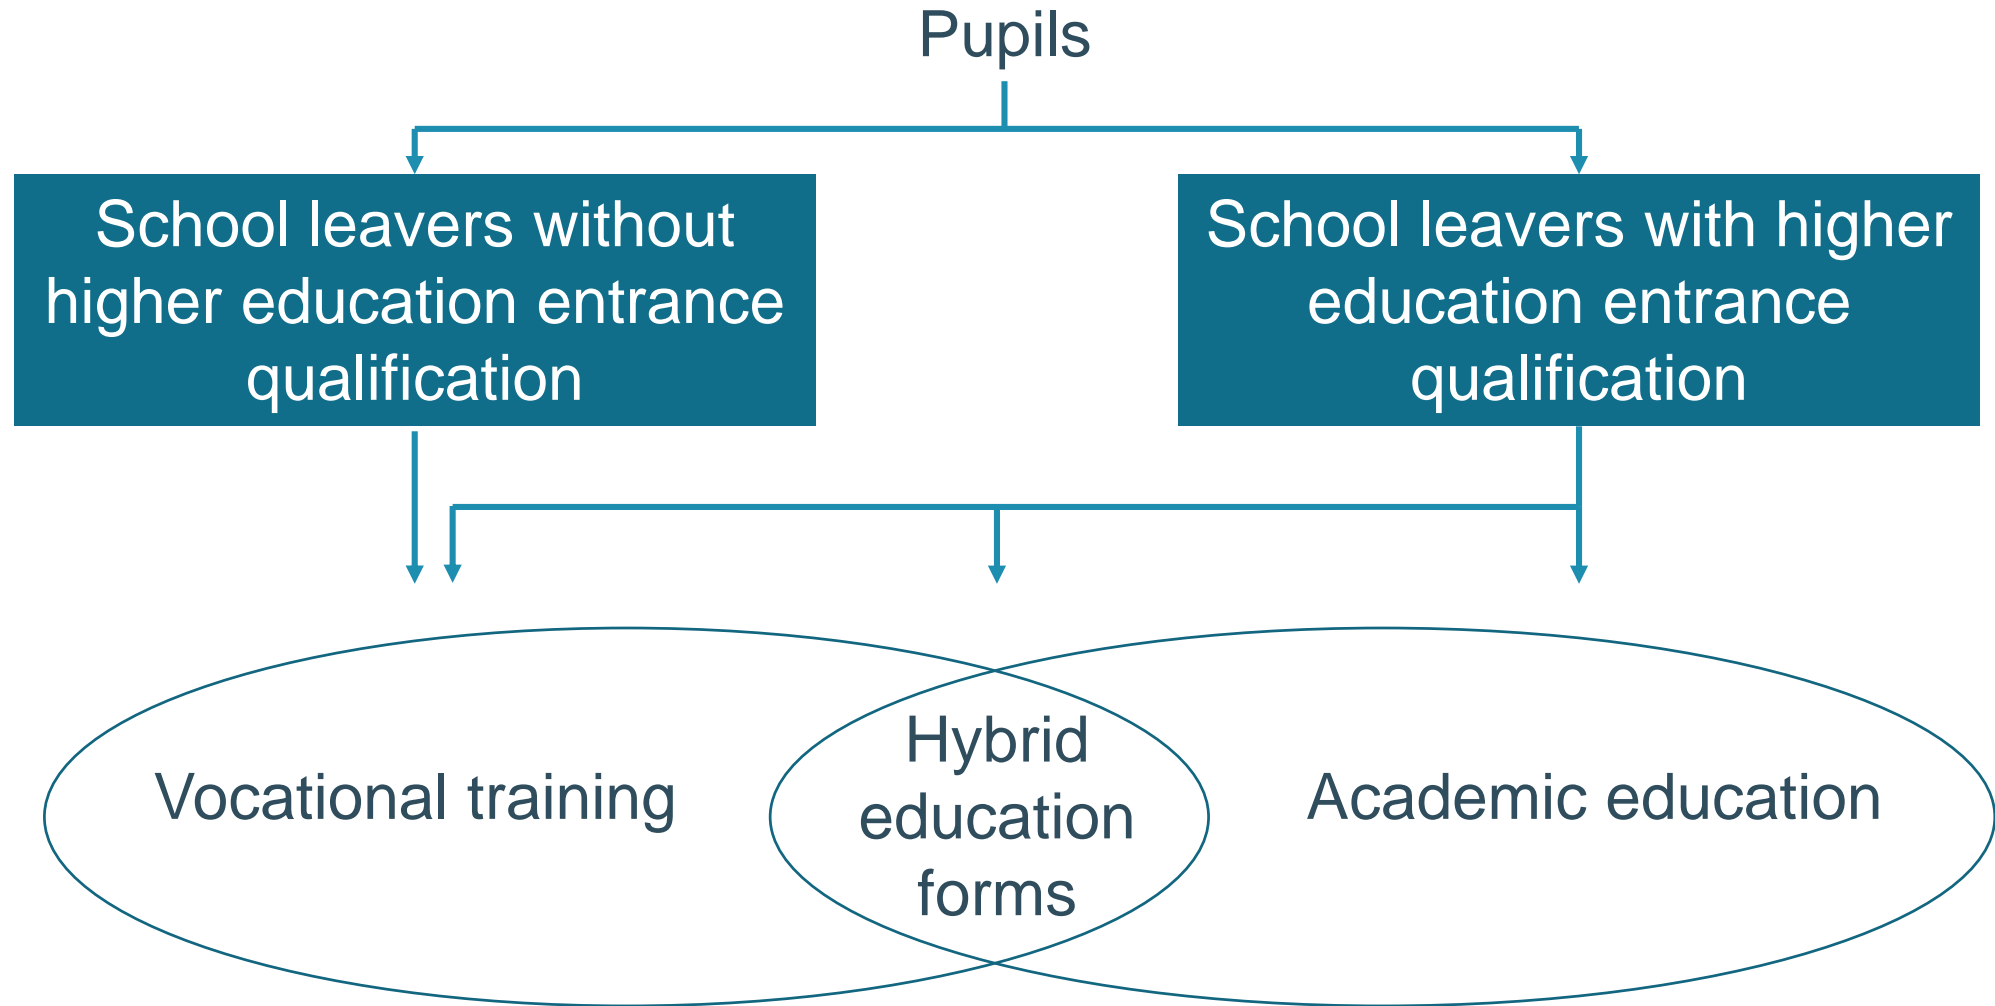 Pupils
School leavers without
higher education entrance
qualification
School leavers with higher
education entrance
qualification
Vocational training
Hybrid
education
forms
Academic education